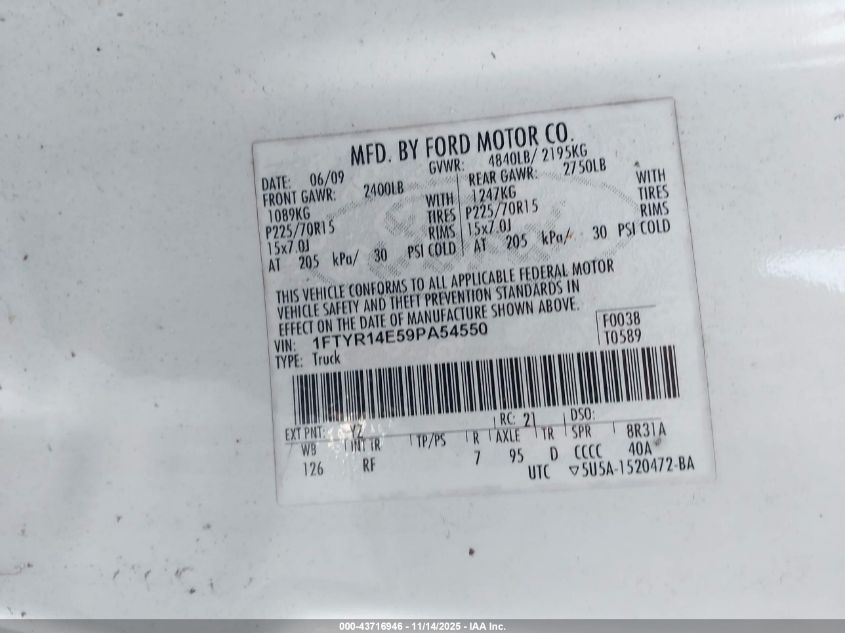 MFD. BY FORD MOTOR CO.
DATE: 06/09 GVWR: 4840LB/ 2195KG
FRONT GAWR: 2400LB REAR GAWR: 2750LB
1089KG WITH 1247KG WITH
P225/70R15 TIRES P225/70R15 TIRES
15x7.0J RIMS 15x7.0J RIMS
AT 205 kPa/ 30 PSI COLD AT 205 kPa/ 30 PSI COLD
THIS VEHICLE CONFORMS TO ALL APPLICABLE FEDERAL MOTOR
VEHICLE SAFETY AND THEFT PREVENTION STANDARDS IN
EFFECT ON THE DATE OF MANUFACTURE SHOWN ABOVE.
VIN: 1FTYR14E59PA54550 F0038
TYPE: Truck T0589
EXT PNT: YZ RC: 21 DSO:
WB INT TR TP/PS R AXLE TR SPR 8R31A
126 RF 7 95 D CCCC 40A
UTC ▽5U5A-1520472-BA
000-43716946 - 11/14/2025 - IAA Inc.